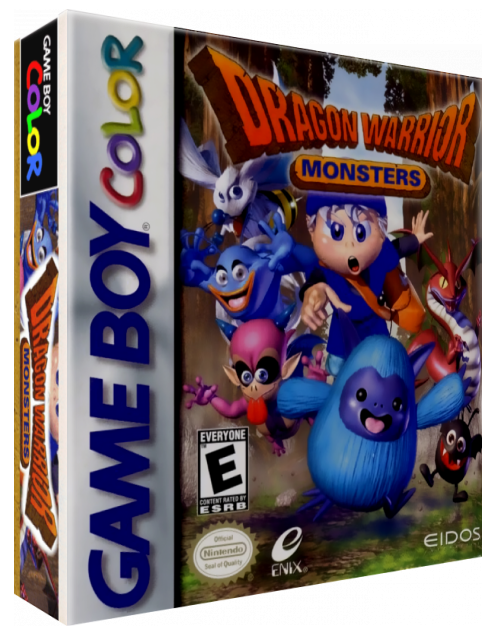 GAME BOY
COLOR
DRAGON WARRIOR
MONSTERS
GAME BOY COLOR
®
DRAGON WARRIOR
MONSTERS
EVERYONE
E
CONTENT RATED BY
ESRB
Official
Nintendo
Seal of Quality
ENIX
EIDOS